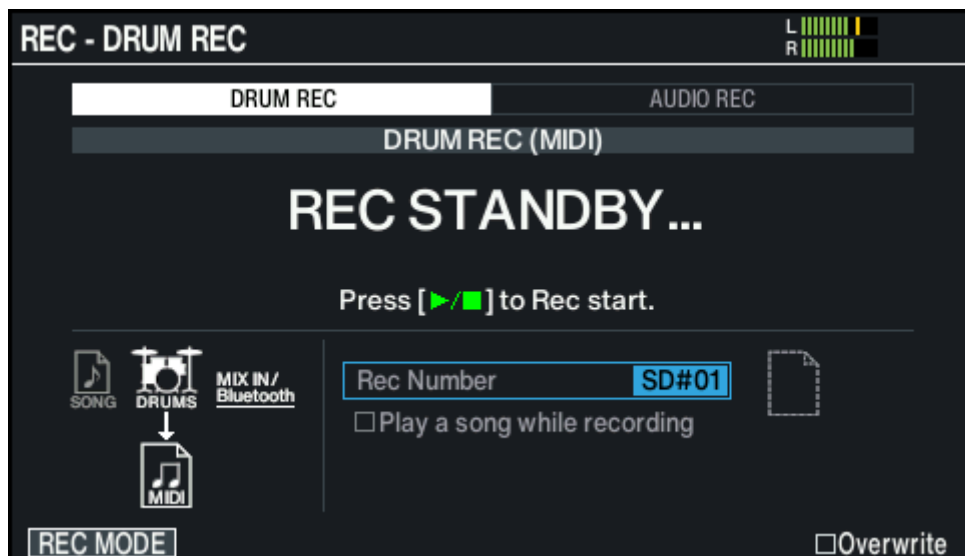 REC - DRUM REC
L
R
DRUM REC
AUDIO REC
DRUM REC (MIDI)
REC STANDBY...
Press [▶/■] to Rec start.
SONG
DRUMS
MIX IN/
Bluetooth
MIDI
Rec Number SD#01
☐Play a song while recording
REC MODE
☐Overwrite